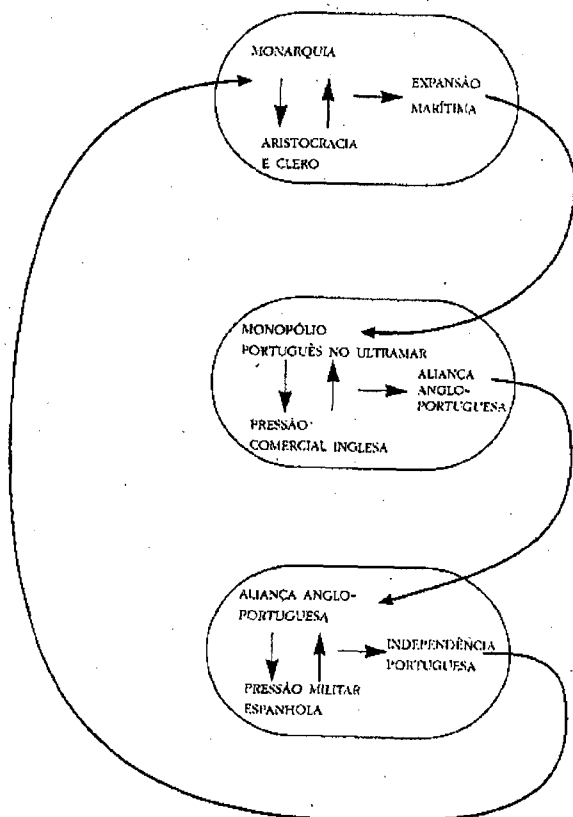 MONARQUIA
EXPANSÃO
MARÍTIMA
ARISTOCRACIA
E CLERO
MONOPÓLIO
PORTUGUÊS NO ULTRAMAR
ALIANÇA
ANGLO-
PORTUGUESA
PRESSÃO
COMERCIAL INGLESA
ALIANÇA ANGLO-
PORTUGUESA
INDEPENDÊNCIA
PORTUGUESA
PRESSÃO MILITAR
ESPANHOLA